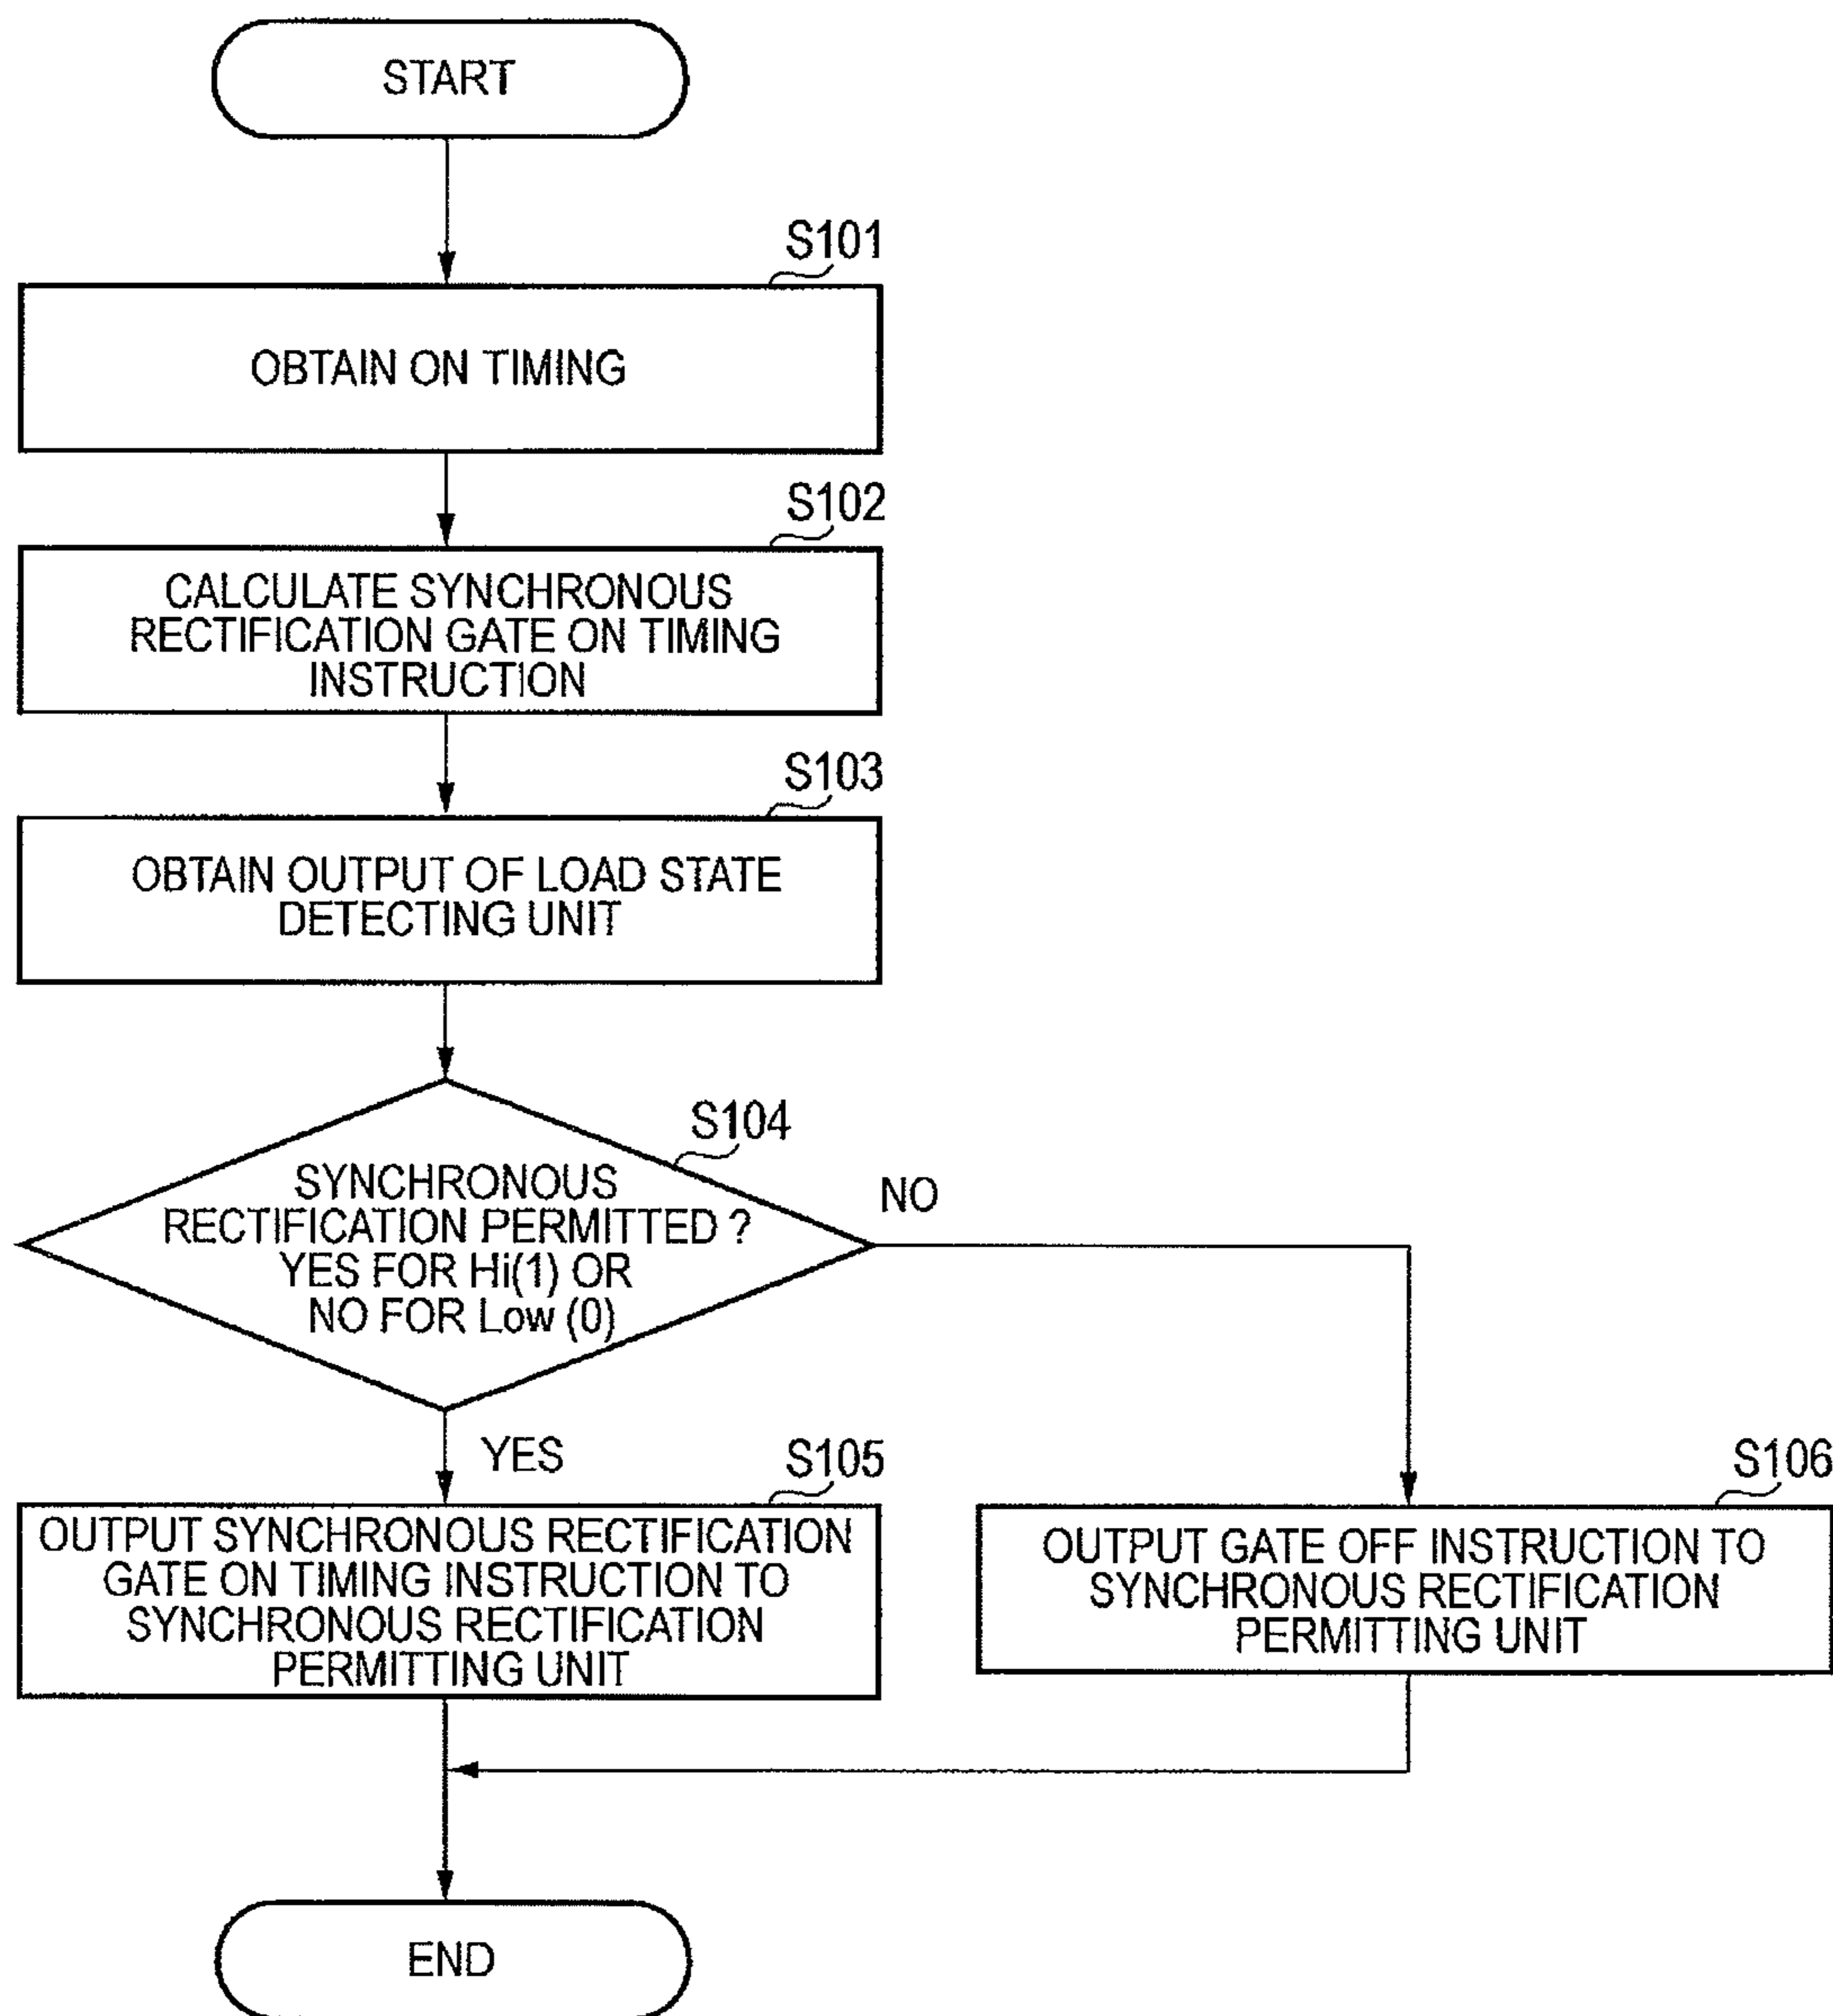 START
S101
OBTAIN ON TIMING
S102
CALCULATE SYNCHRONOUS
RECTIFICATION GATE ON TIMING
INSTRUCTION
S103
OBTAIN OUTPUT OF LOAD STATE
DETECTING UNIT
S104
SYNCHRONOUS
RECTIFICATION PERMITTED ?
YES FOR Hi(1) OR
NO FOR Low (0)
NO
YES
S105
OUTPUT SYNCHRONOUS RECTIFICATION
GATE ON TIMING INSTRUCTION TO
SYNCHRONOUS RECTIFICATION
PERMITTING UNIT
S106
OUTPUT GATE OFF INSTRUCTION TO
SYNCHRONOUS RECTIFICATION
PERMITTING UNIT
END